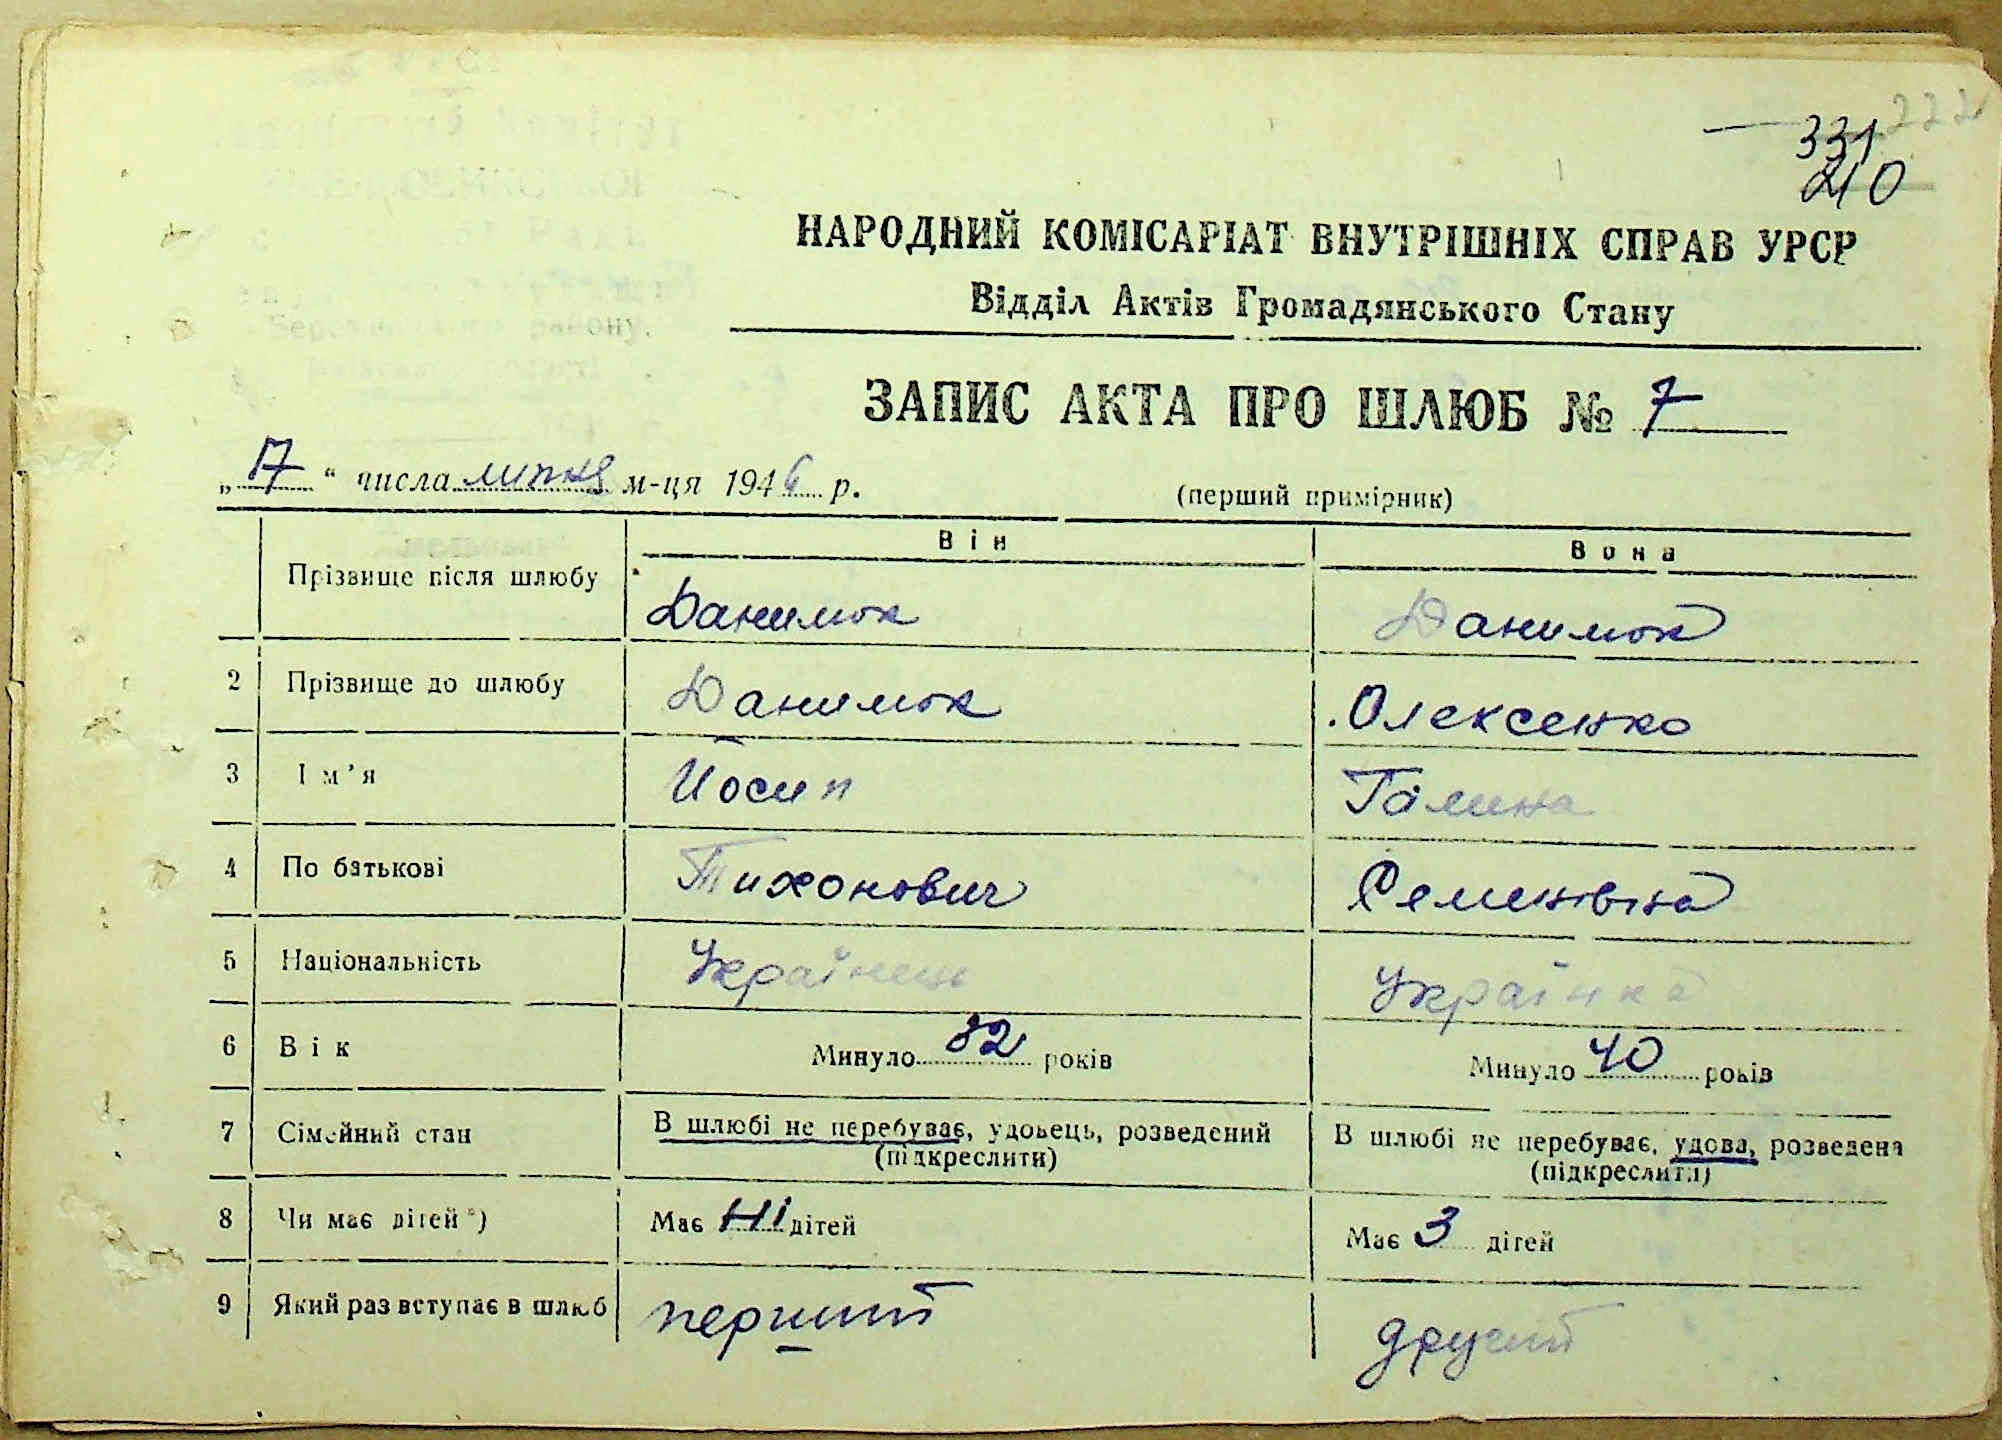 222
331
210
НАРОДНИЙ КОМІСАРІАТ ВНУТРІШНІХ СПРАВ УРСР
Відділ Актів Громадянського Стану
ЗАПИС АКТА ПРО ШЛЮБ № 7
„17“ числа липня м-ця 1946 р. (перший примірник)
Він Вона
Прізвище після шлюбу Данилюк Данилюк
2 Прізвище до шлюбу Данилюк Олексенко
3 Ім’я Йосип Галина
4 По батькові Тихонович Семенівна
5 Національність Українець Українка
6 Вік Минуло 32 років Минуло 40 років
7 Сімейний стан В шлюбі не перебуває, удовець, розведений В шлюбі не перебуває, удова, розведена
(підкреслити) (підкреслити)
8 Чи має дітей*) Має Ні дітей Має 3 дітей
9 Який раз вступає в шлюб перший другий